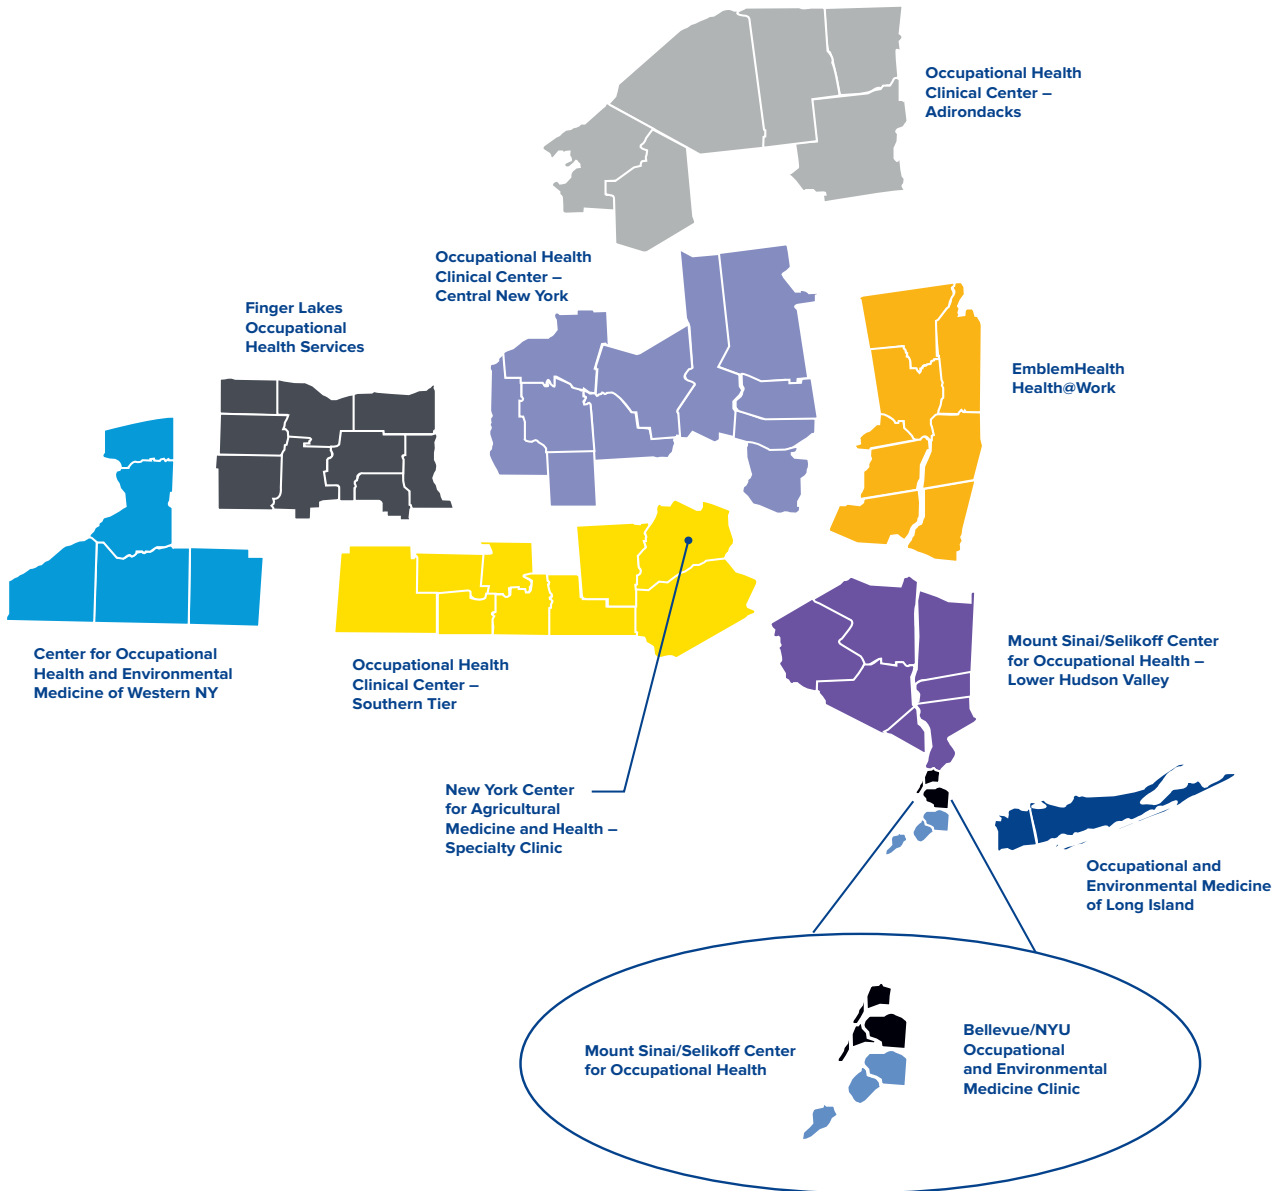 Occupational Health
Clinical Center –
Adirondacks
Occupational Health
Clinical Center –
Central New York
Finger Lakes
Occupational
Health Services
EmblemHealth
Health@Work
Center for Occupational
Health and Environmental
Medicine of Western NY
Occupational Health
Clinical Center –
Southern Tier
Mount Sinai/Selikoff Center
for Occupational Health –
Lower Hudson Valley
New York Center
for Agricultural
Medicine and Health –
Specialty Clinic
Occupational and
Environmental Medicine
of Long Island
Mount Sinai/Selikoff Center
for Occupational Health
Bellevue/NYU
Occupational
and Environmental
Medicine Clinic